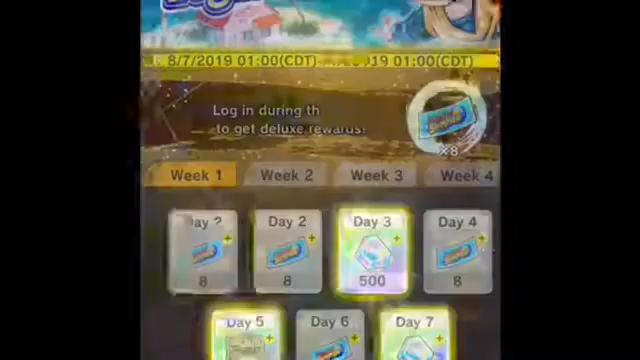 8/7/2019 01:00(CDT) 19 01:00(CDT)
Log in during th
to get deluxe rewards!
×8
Week 1 Week 2 Week 3 Week 4
Day 2 Day 3 Day 4
8 8 500 8
Day 5 Day 6 Day 7